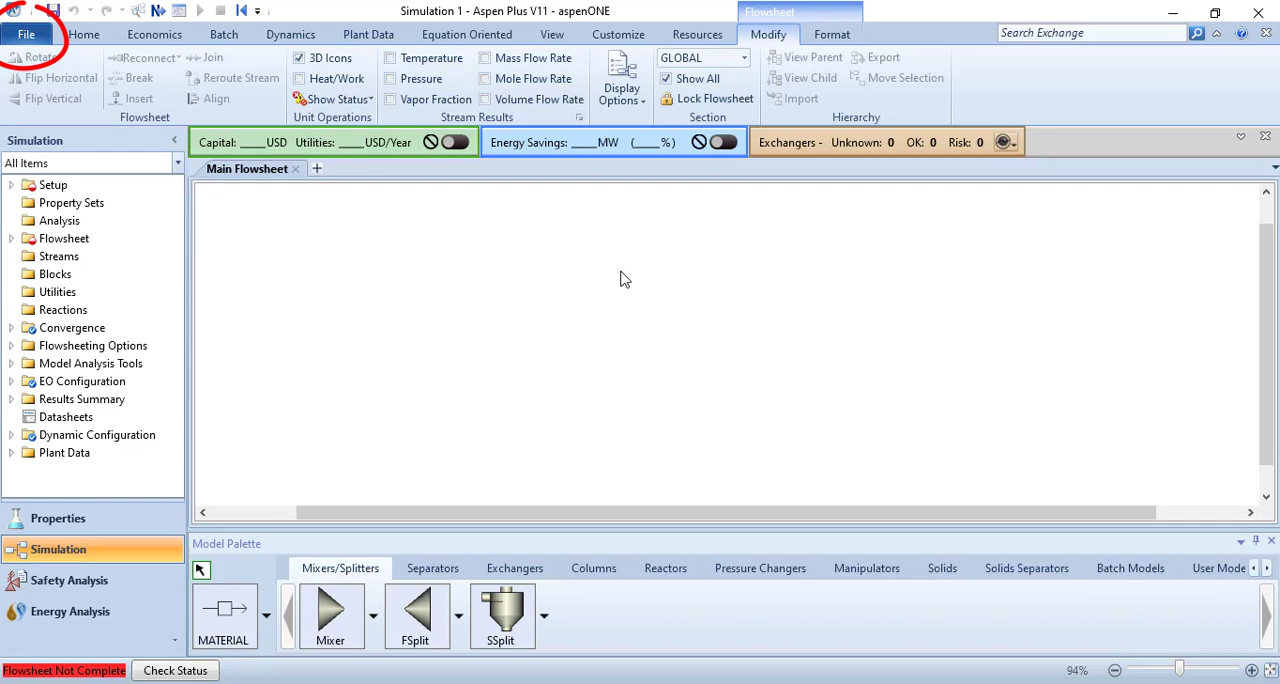 Simulation 1 - Aspen Plus V11 - aspenONE
Flowsheet
File Home Economics Batch Dynamics Plant Data Equation Oriented View Customize Resources Modify Format Search Exchange
Rotate Reconnect Join 3D Icons Temperature Mass Flow Rate GLOBAL View Parent Export
Flip Horizontal Break Reroute Stream Heat/Work Pressure Mole Flow Rate Show All View Child Move Selection
Flip Vertical Insert Align Show Status Vapor Fraction Volume Flow Rate Display Options Lock Flowsheet Import
Flowsheet Unit Operations Stream Results Section Hierarchy
Simulation
Capital: ____USD Utilities: ____USD/Year Energy Savings: ____MW (____%) Exchangers - Unknown: 0 OK: 0 Risk: 0
All Items
Main Flowsheet
Setup
Property Sets
Analysis
Flowsheet
Streams
Blocks
Utilities
Reactions
Convergence
Flowsheeting Options
Model Analysis Tools
EO Configuration
Results Summary
Datasheets
Dynamic Configuration
Plant Data
Properties
Simulation
Safety Analysis
Energy Analysis
Model Palette
Mixers/Splitters Separators Exchangers Columns Reactors Pressure Changers Manipulators Solids Solids Separators Batch Models User Mode
MATERIAL Mixer FSplit SSplit
Flowsheet Not Complete Check Status 94%